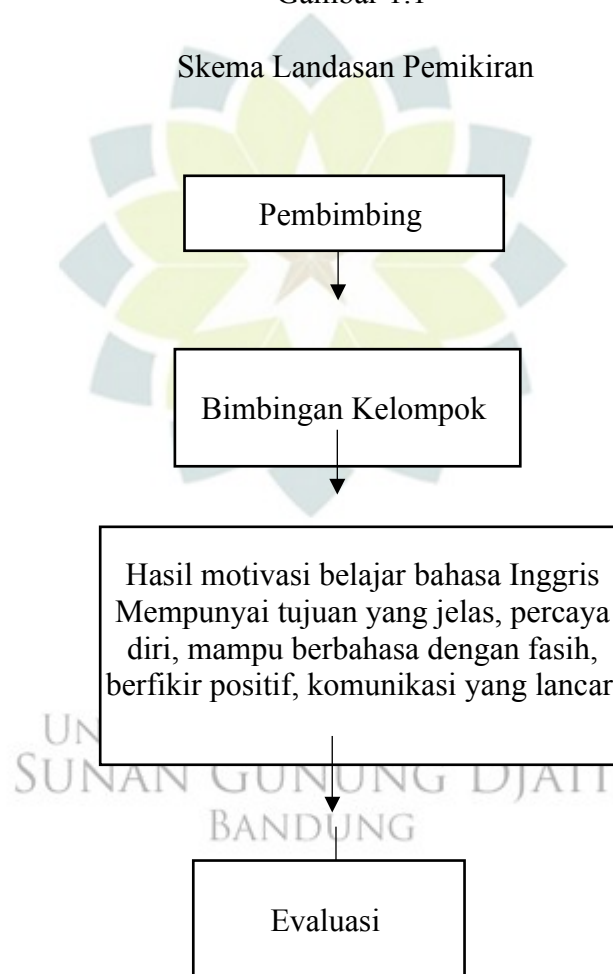 Gambar 1.1
Skema Landasan Pemikiran
Pembimbing
Bimbingan Kelompok
Hasil motivasi belajar bahasa Inggris
Mempunyai tujuan yang jelas, percaya
diri, mampu berbahasa dengan fasih,
berfikir positif, komunikasi yang lancar
UN
SUNAN GUNUNG DJATI
BANDUNG
Evaluasi